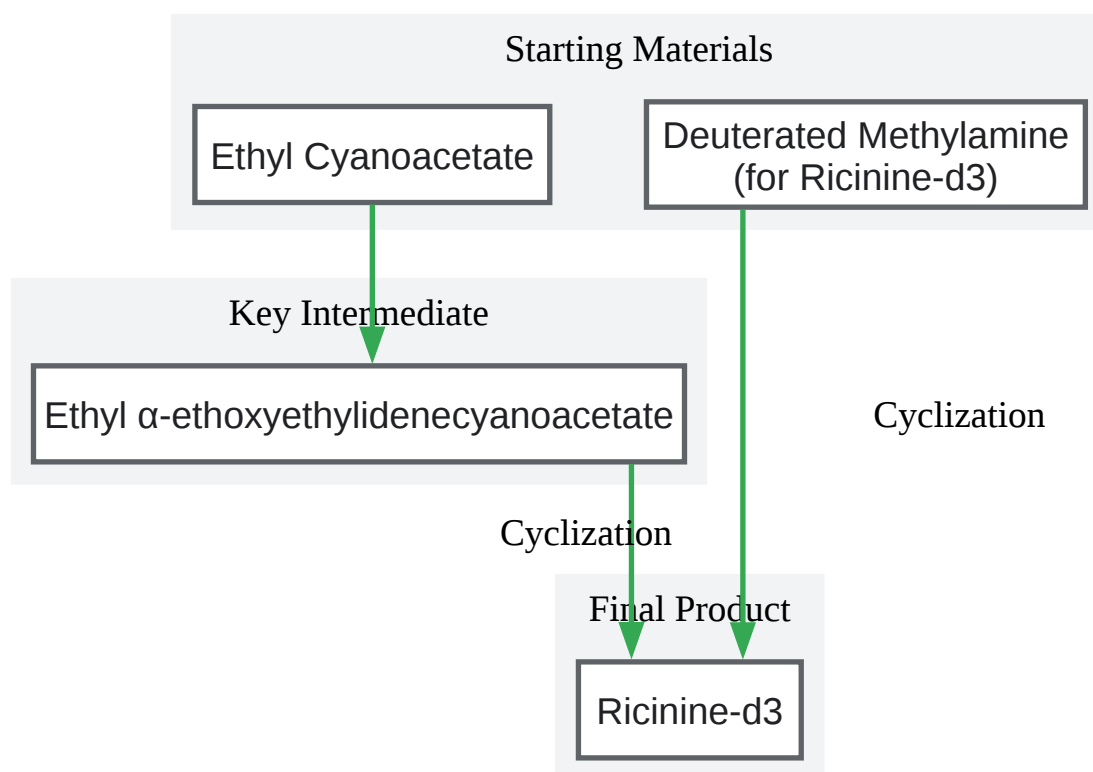 Starting Materials
Ethyl Cyanoacetate
Deuterated Methylamine
(for Ricinine-d3)
Key Intermediate
Ethyl α-ethoxyethylidenecyanoacetate
Cyclization
Cyclization
Final Product
Ricinine-d3